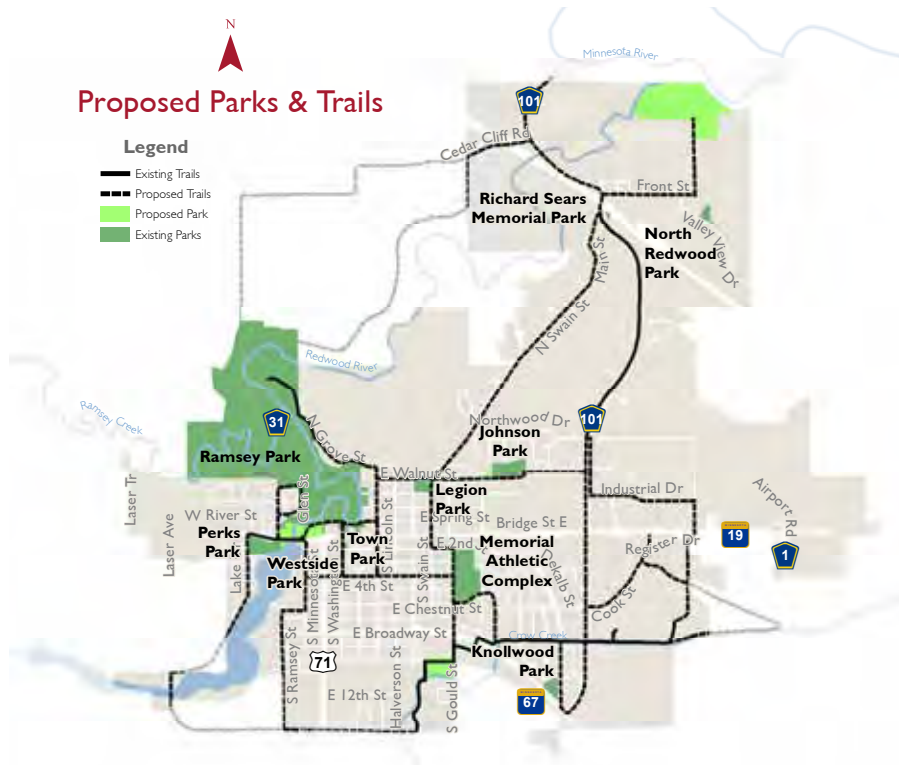 N
Minnesota River
Proposed Parks & Trails
101
Legend
Cedar Cliff Rd
Existing Trails
Proposed Trails
Proposed Park
Existing Parks
Front St
Richard Sears
Memorial Park
Valley View Dr
North
Redwood
Park
Main St
N Swain St
Redwood River
Ramsey Creek
31
N Grove St
101
Northwood Dr
Johnson
Park
Ramsey Park
E Walnut St
Laser Tr
Glen St
Legion
Park
Industrial Dr
Airport Rd
W River St
S Lincoln St
E Spring St
Bridge St E
19
Laser Ave
Perks
Park
Town
Park
E 2nd St
Memorial
Athletic
Complex
Register Dr
1
Westside
Park
Lake
S Minnesota St
S Washington St
S Swain St
Dekalb St
E 4th St
Cook St
E Chestnut St
E Broadway St
Crow Creek
S Ramsey St
71
Knollwood
Park
Halverson St
S Gould St
E 12th St
67